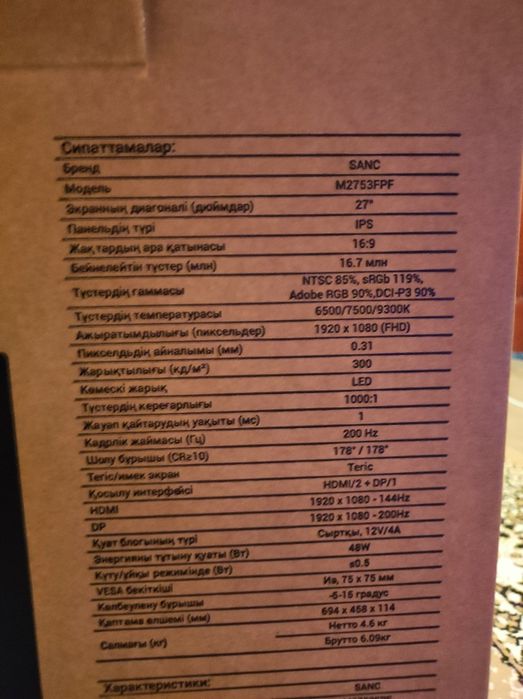 Сипаттамалар:
Бренд SANC
Модель M2753FPF
Экранның диагоналі (дюймдар) 27"
Панельдің түрі IPS
Жақтардың ара қатынасы 16:9
Бейнелейтін түстер (млн) 16.7 млн
Түстердің гаммасы NTSC 85%, sRGb 119%,
Adobe RGB 90%,DCI-P3 90%
Түстердің температурасы 6500/7500/9300K
Ажыратымдылығы (пиксельдер) 1920 x 1080 (FHD)
Пикселдьдің айналымы (мм) 0.31
Жарықтылығы (кд/м²) 300
Көмескі жарық LED
Түстердің кереғарлығы 1000:1
Жауап қайтарудың уақыты (мс) 1
Кадрлік жаймасы (Гц) 200 Hz
Шолу бұрышы (CR≥10) 178° / 178°
Тегіс/имек экран Тегіс
Қосылу интерфейсі HDMI/2 + DP/1
HDMI 1920 x 1080 - 144Hz
DP 1920 x 1080 - 200Hz
Қуат блогының түрі Сыртқы, 12V/4A
Энергияны тұтыну қуаты (Вт) 48W
Күту/ұйқы режимінде (Вт) ≤0.5
VESA бекіткіші Иә, 75 x 75 мм
Көлбеулену бұрышы -5-15 градус
Қаптама өлшемі (мм) 694 x 458 x 114
Салмағы (кг) Нетто 4.6 кг
Брутто 6.09кг
Характеристики:
SANC